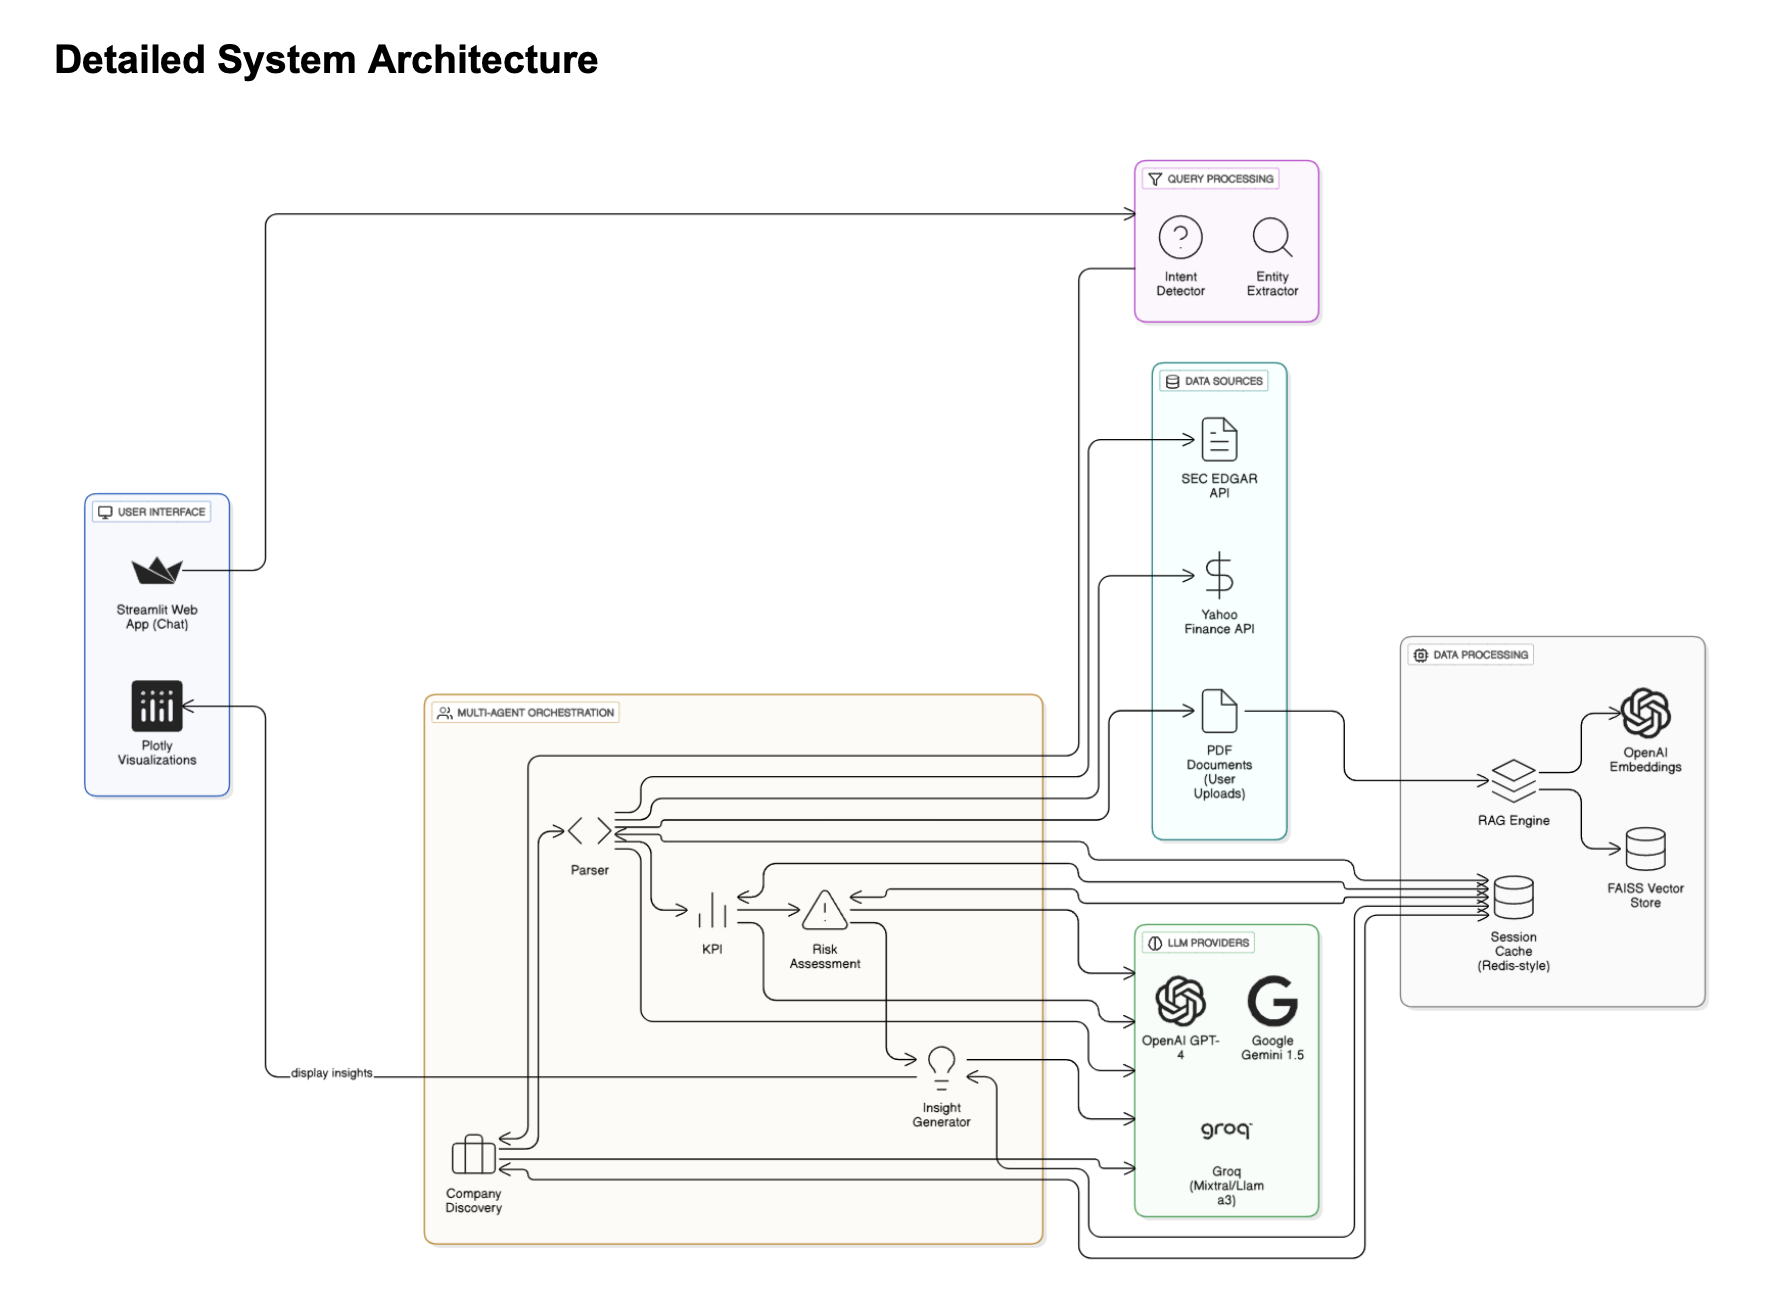 Detailed System Architecture
QUERY PROCESSING
Intent
Detector
Entity
Extractor
DATA SOURCES
SEC EDGAR
API
Yahoo
Finance API
PDF
Documents
(User
Uploads)
USER INTERFACE
Streamlit Web
App (Chat)
Plotly
Visualizations
MULTI-AGENT ORCHESTRATION
Parser
KPI
Risk
Assessment
Insight
Generator
display insights
Company
Discovery
LLM PROVIDERS
OpenAI GPT-
4
Google
Gemini 1.5
groq
Groq
(Mixtral/Llam
a3)
DATA PROCESSING
OpenAI
Embeddings
RAG Engine
FAISS Vector
Store
Session
Cache
(Redis-style)